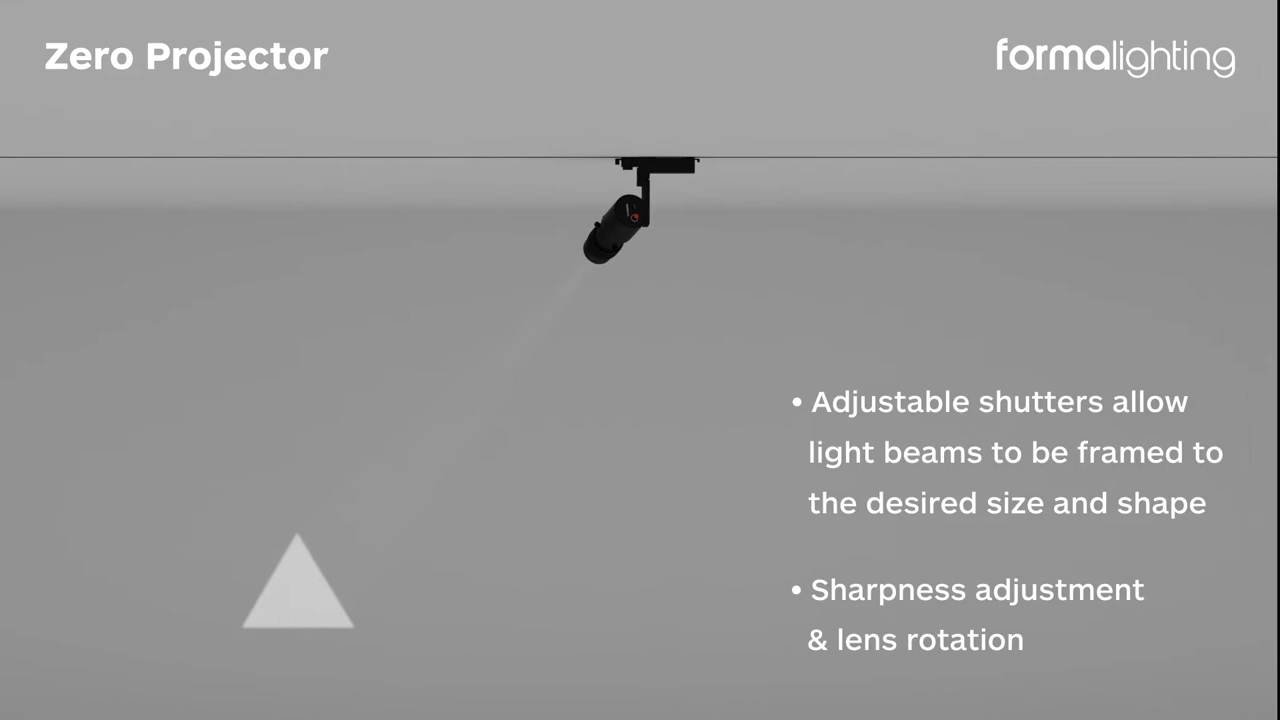 Zero Projector
formalighting
• Adjustable shutters allow
light beams to be framed to
the desired size and shape
• Sharpness adjustment
& lens rotation